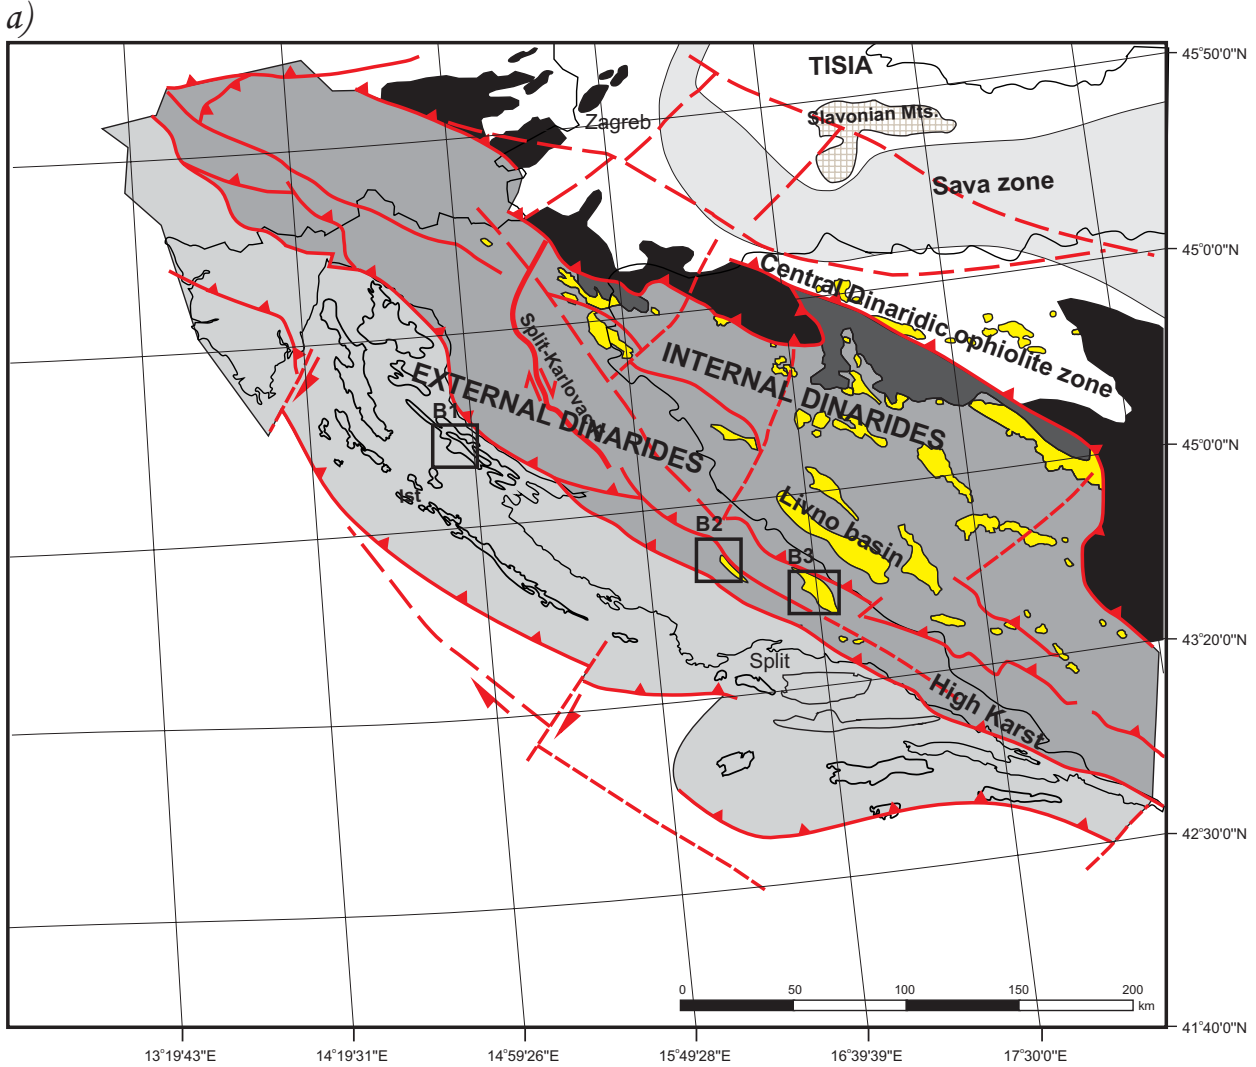 a)
45°50'0"N
TISIA
Slavonian Mts.
Zagreb
Sava zone
45°0'0"N
Central Dinaridic ophiolite zone
Split-Karlovac F.
INTERNAL DINARIDES
EXTERNAL DINARIDES
B1
45°0'0"N
Ist
Livno basin
B2
B3
43°20'0"N
Split
High Karst
42°30'0"N
0 50 100 150 200
km
41°40'0"N
13°19'43"E 14°19'31"E 14°59'26"E 15°49'28"E 16°39'39"E 17°30'0"E